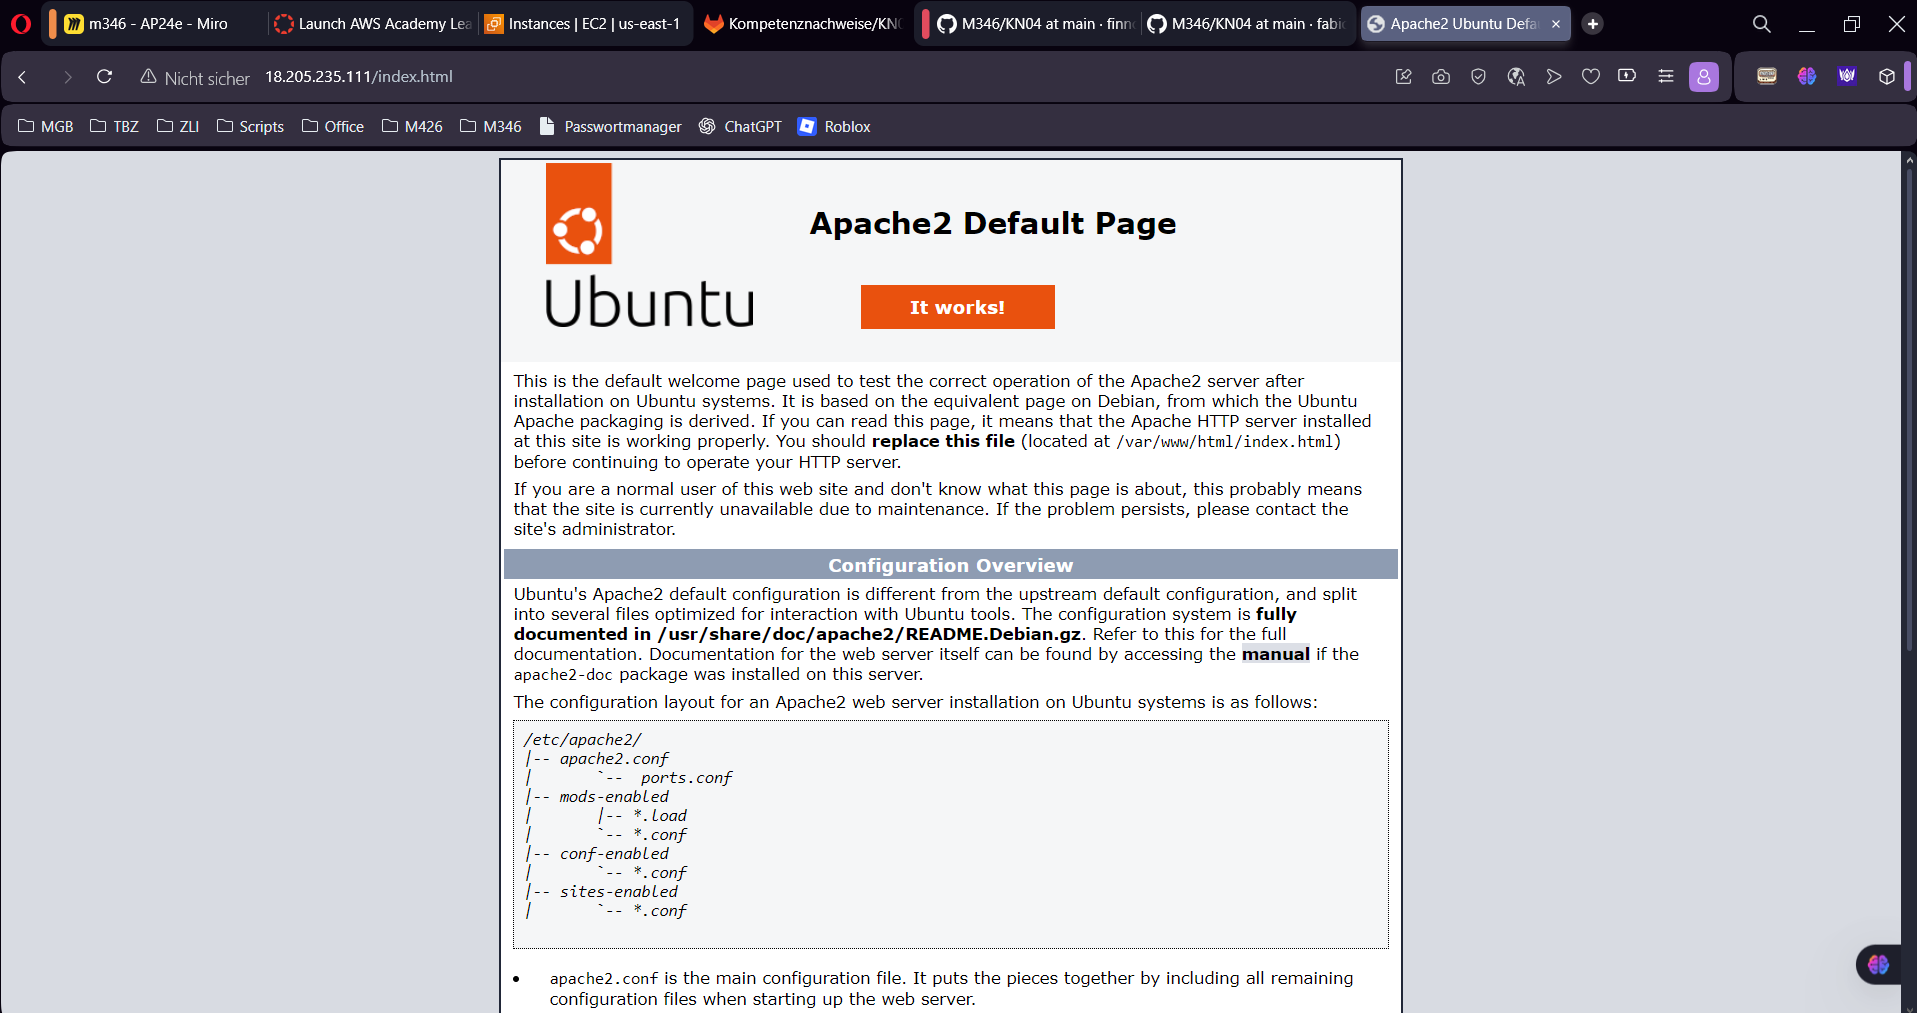 m346 - AP24e - Miro
Launch AWS Academy Lea
Instances | EC2 | us-east-1
Kompetenznachweise/KN0
M346/KN04 at main · finn
M346/KN04 at main · fabi
Apache2 Ubuntu Defa
Nicht sicher 18.205.235.111/index.html
MGB
TBZ
ZLI
Scripts
Office
M426
M346
Passwortmanager
ChatGPT
Roblox
Ubuntu
Apache2 Default Page
It works!
This is the default welcome page used to test the correct operation of the Apache2 server after
installation on Ubuntu systems. It is based on the equivalent page on Debian, from which the Ubuntu
Apache packaging is derived. If you can read this page, it means that the Apache HTTP server installed
at this site is working properly. You should replace this file (located at /var/www/html/index.html)
before continuing to operate your HTTP server.
If you are a normal user of this web site and don't know what this page is about, this probably means
that the site is currently unavailable due to maintenance. If the problem persists, please contact the
site's administrator.
Configuration Overview
Ubuntu's Apache2 default configuration is different from the upstream default configuration, and split
into several files optimized for interaction with Ubuntu tools. The configuration system is fully
documented in /usr/share/doc/apache2/README.Debian.gz. Refer to this for the full
documentation. Documentation for the web server itself can be found by accessing the manual if the
apache2-doc package was installed on this server.
The configuration layout for an Apache2 web server installation on Ubuntu systems is as follows:
/etc/apache2/
|-- apache2.conf
|       `--  ports.conf
|-- mods-enabled
|       |-- *.load
|       `-- *.conf
|-- conf-enabled
|       `-- *.conf
|-- sites-enabled
|       `-- *.conf
• apache2.conf is the main configuration file. It puts the pieces together by including all remaining
configuration files when starting up the web server.